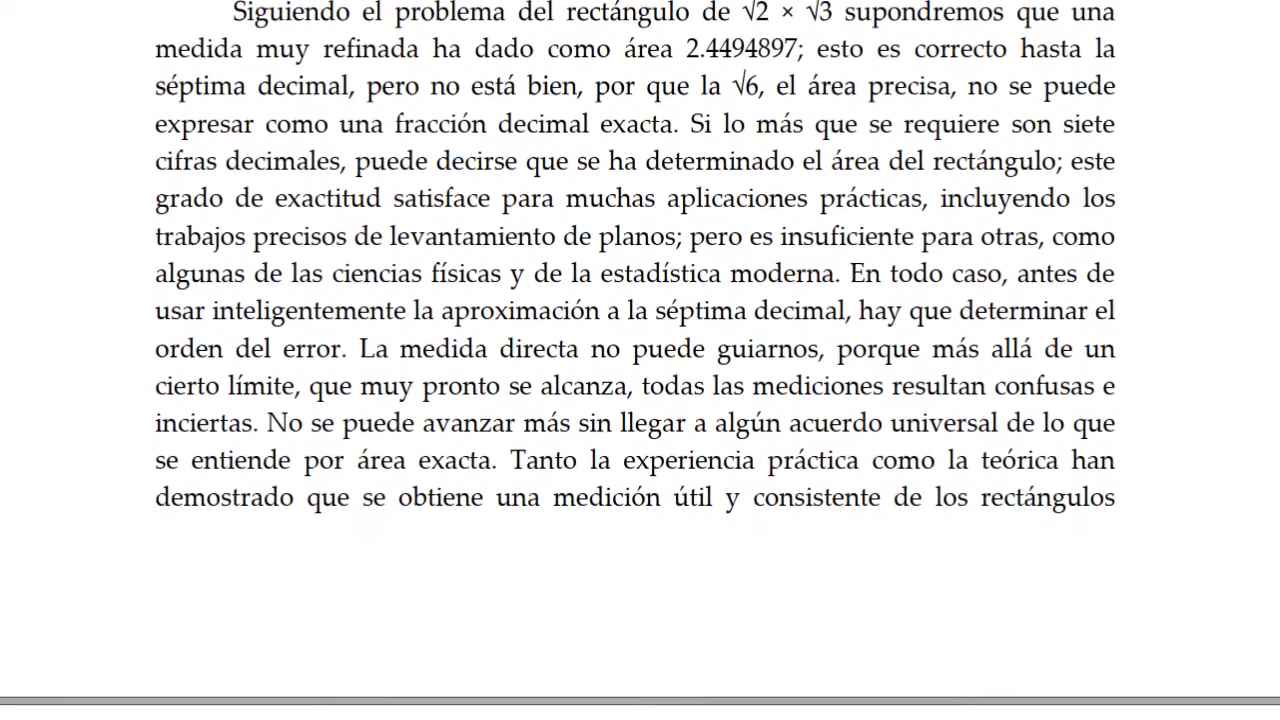 Siguiendo el problema del rectángulo de √2 × √3 supondremos que una
medida muy refinada ha dado como área 2.4494897; esto es correcto hasta la
séptima decimal, pero no está bien, por que la √6, el área precisa, no se puede
expresar como una fracción decimal exacta. Si lo más que se requiere son siete
cifras decimales, puede decirse que se ha determinado el área del rectángulo; este
grado de exactitud satisface para muchas aplicaciones prácticas, incluyendo los
trabajos precisos de levantamiento de planos; pero es insuficiente para otras, como
algunas de las ciencias físicas y de la estadística moderna. En todo caso, antes de
usar inteligentemente la aproximación a la séptima decimal, hay que determinar el
orden del error. La medida directa no puede guiarnos, porque más allá de un
cierto límite, que muy pronto se alcanza, todas las mediciones resultan confusas e
inciertas. No se puede avanzar más sin llegar a algún acuerdo universal de lo que
se entiende por área exacta. Tanto la experiencia práctica como la teórica han
demostrado que se obtiene una medición útil y consistente de los rectángulos